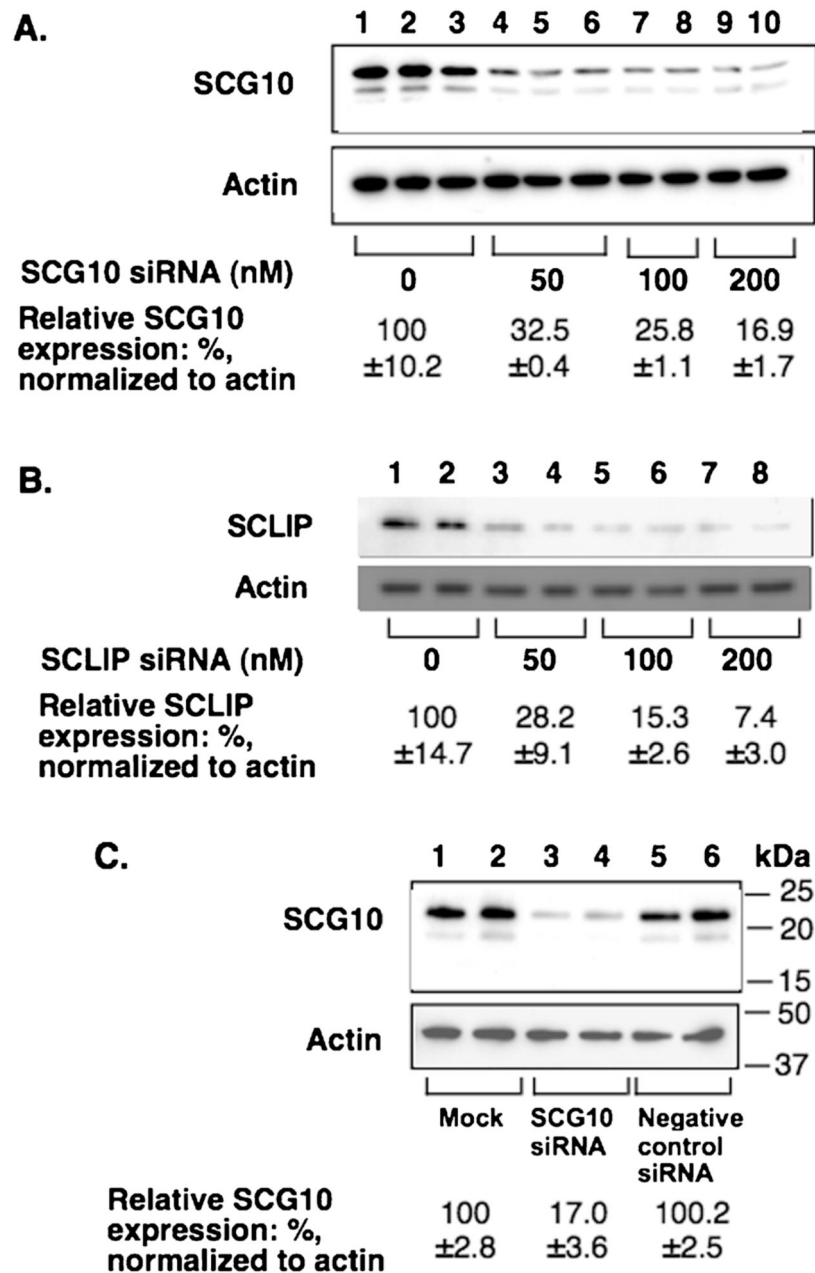 A.
1 2 3 4 5 6 7 8 9 10
SCG10
Actin
SCG10 siRNA (nM)
0 50 100 200
Relative SCG10
expression: %,
normalized to actin
100 32.5 25.8 16.9
±10.2 ±0.4 ±1.1 ±1.7
B.
1 2 3 4 5 6 7 8
SCLIP
Actin
SCLIP siRNA (nM)
0 50 100 200
Relative SCLIP
expression: %,
normalized to actin
100 28.2 15.3 7.4
±14.7 ±9.1 ±2.6 ±3.0
C.
1 2 3 4 5 6 kDa
SCG10
25
20
15
Actin
50
37
Mock SCG10 Negative
siRNA control
siRNA
Relative SCG10
expression: %,
normalized to actin
100 17.0 100.2
±2.8 ±3.6 ±2.5